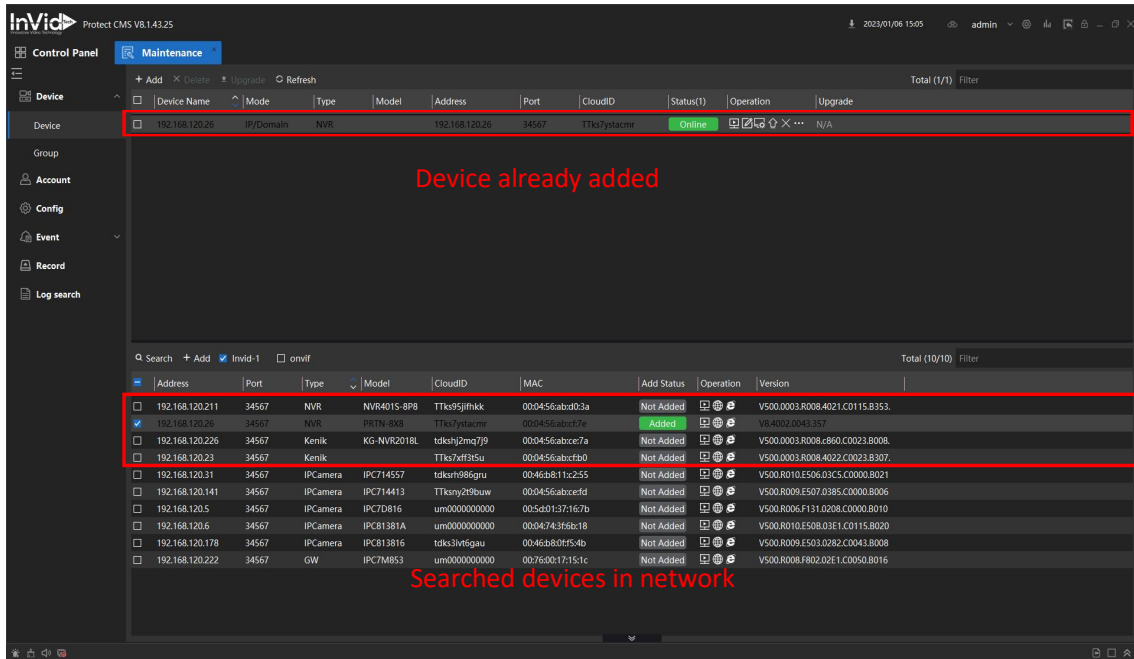 InVid Tech Protect CMS V8.1.43.25 2023/01/06 15:05 admin
Innovative Video Technology
Control Panel Maintenance
+ Add Delete Upgrade Refresh Total (1/1) Filter
Device Device Name Mode Type Model Address Port CloudID Status(1) Operation Upgrade
Device 192.168.120.26 IP/Domain NVR 192.168.120.26 34567 TTks7ystacmr Online N/A
Group
Account Device already added
Config
Event
Record
Log search
Search + Add Invid-1 onvif Total (10/10) Filter
Address Port Type Model CloudID MAC Add Status Operation Version
192.168.120.211 34567 NVR NVR401S-8P8 TTks95jifhkk 00:04:56:ab:d0:3a Not Added V500.0003.R008.4021.C0115.B353.
192.168.120.26 34567 NVR PRTN-8X8 TTks7ystacmr 00:04:56:ab:cf:7e Added V8.4002.0043.357
192.168.120.226 34567 Kenik KG-NVR2018L tdkshj2mq7j9 00:04:56:ab:ce:7a Not Added V500.0003.R008.c860.C0023.B008.
192.168.120.23 34567 Kenik TTks7xff3t5u 00:04:56:ab:cf:b0 Not Added V500.0003.R008.4022.C0023.B307.
192.168.120.31 34567 IPCamera IPC714557 tdksrh986gru 00:46:b8:11:c2:55 Not Added V500.R010.E506.03C5.C0000.B021
192.168.120.141 34567 IPCamera IPC714413 TTksny2t9buw 00:04:56:ab:ce:fd Not Added V500.R009.E507.0385.C0000.B006
192.168.120.5 34567 IPCamera IPC7D816 um0000000000 00:5d:01:37:16:7b Not Added V500.R006.F131.0208.C0000.B010
192.168.120.6 34567 IPCamera IPC81381A um0000000000 00:04:74:3f:6b:18 Not Added V500.R010.E50B.03E1.C0115.B020
192.168.120.178 34567 IPCamera IPC813816 tdks3ivt6gau 00:46:b8:0f:f5:4b Not Added V500.R009.E503.0282.C0043.B008
192.168.120.222 34567 GW IPC7M853 um0000000000 00:76:00:17:15:1c Not Added V500.R008.F802.02E1.C0050.B016
Searched devices in network